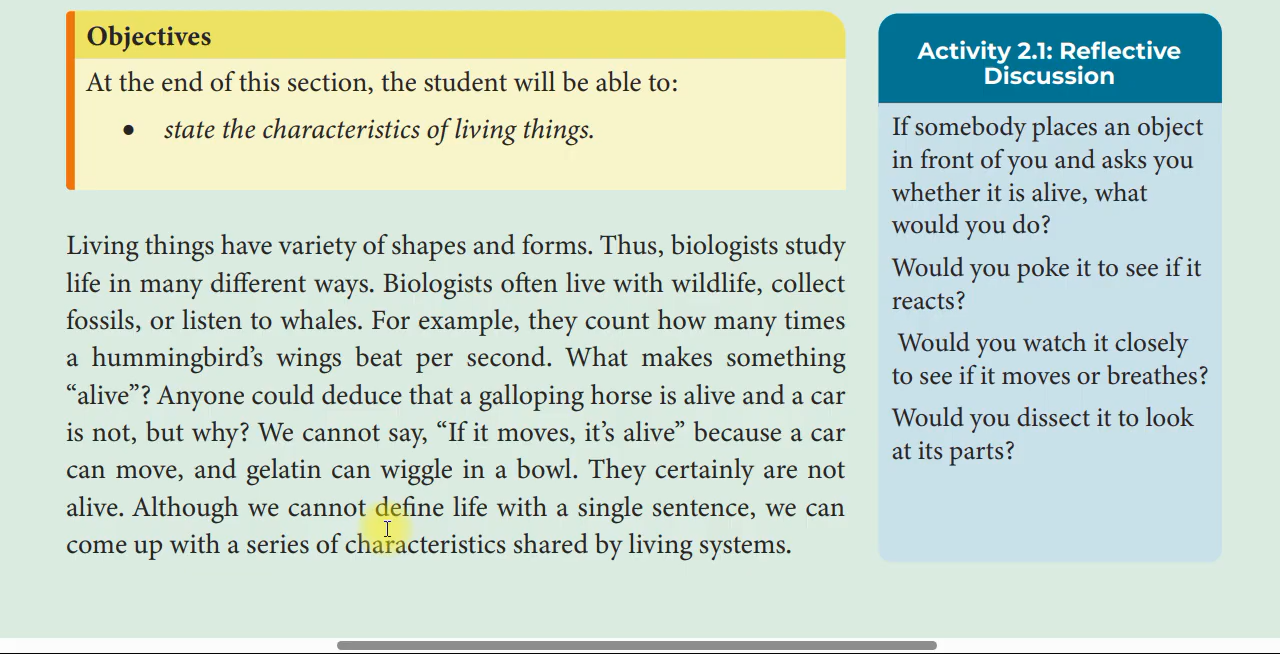 Objectives
At the end of this section, the student will be able to:
• state the characteristics of living things.
Living things have variety of shapes and forms. Thus, biologists study
life in many different ways. Biologists often live with wildlife, collect
fossils, or listen to whales. For example, they count how many times
a hummingbird’s wings beat per second. What makes something
“alive”? Anyone could deduce that a galloping horse is alive and a car
is not, but why? We cannot say, “If it moves, it’s alive” because a car
can move, and gelatin can wiggle in a bowl. They certainly are not
alive. Although we cannot define life with a single sentence, we can
come up with a series of characteristics shared by living systems.
Activity 2.1: Reflective
Discussion
If somebody places an object
in front of you and asks you
whether it is alive, what
would you do?
Would you poke it to see if it
reacts?
Would you watch it closely
to see if it moves or breathes?
Would you dissect it to look
at its parts?